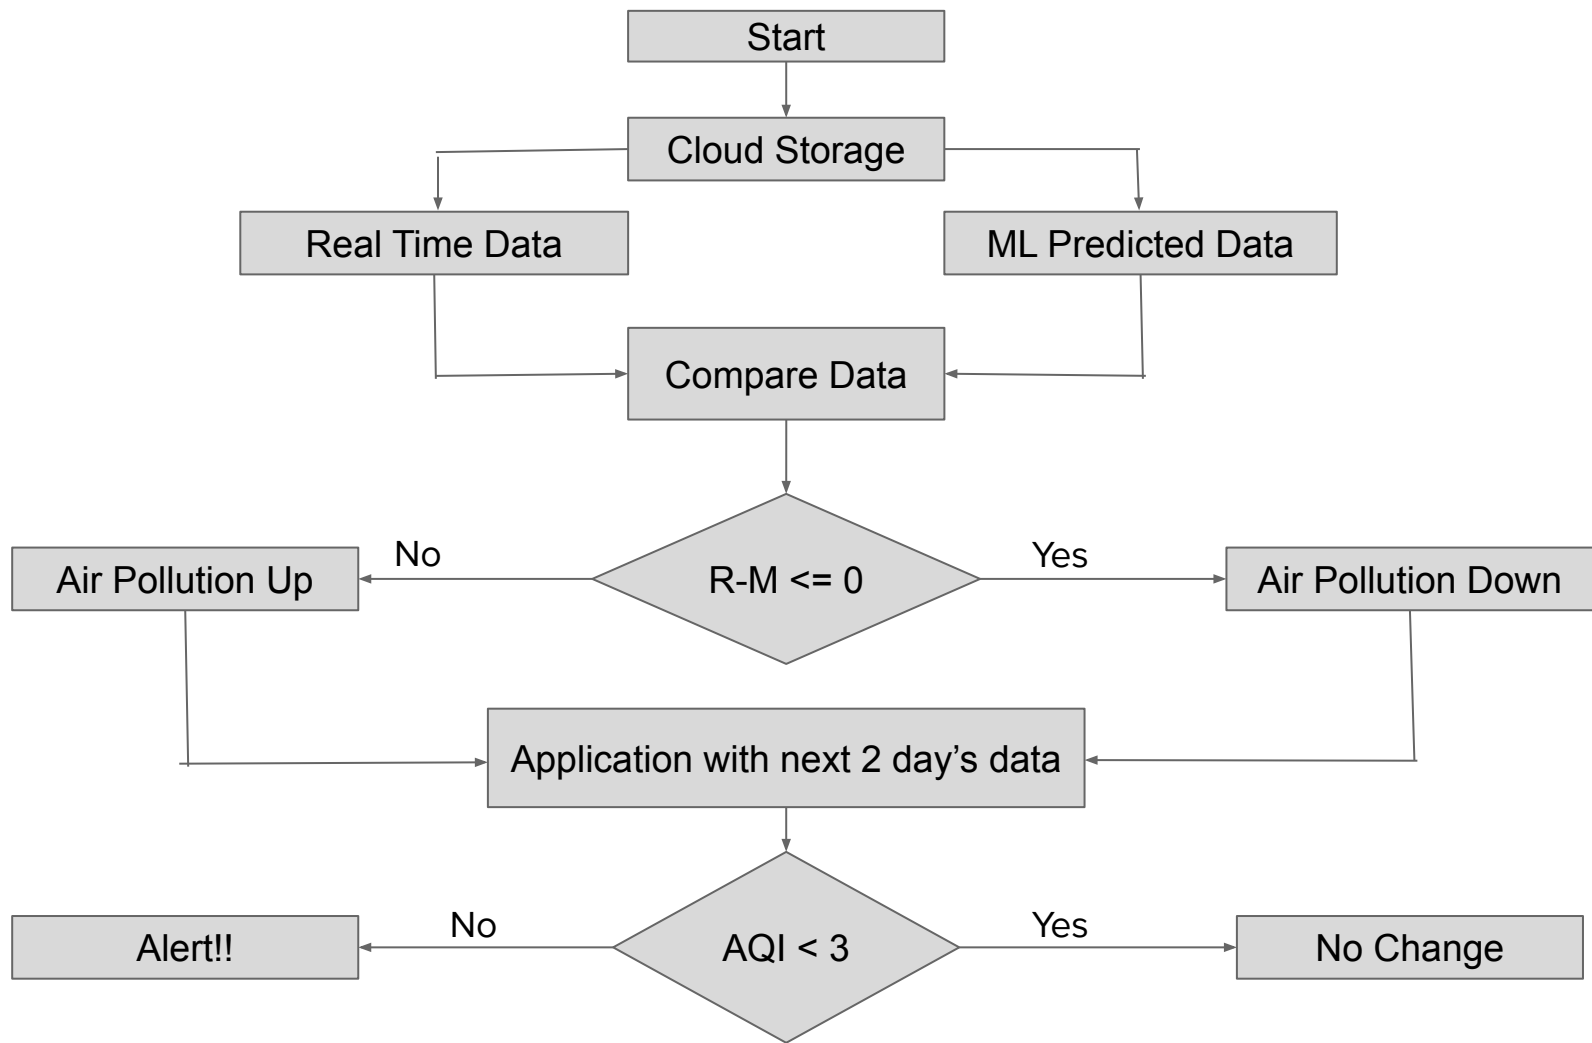 Start
Cloud Storage
Real Time Data
ML Predicted Data
Compare Data
No
Yes
Air Pollution Up
R-M <= 0
Air Pollution Down
Application with next 2 day’s data
No
Yes
Alert!!
AQI < 3
No Change